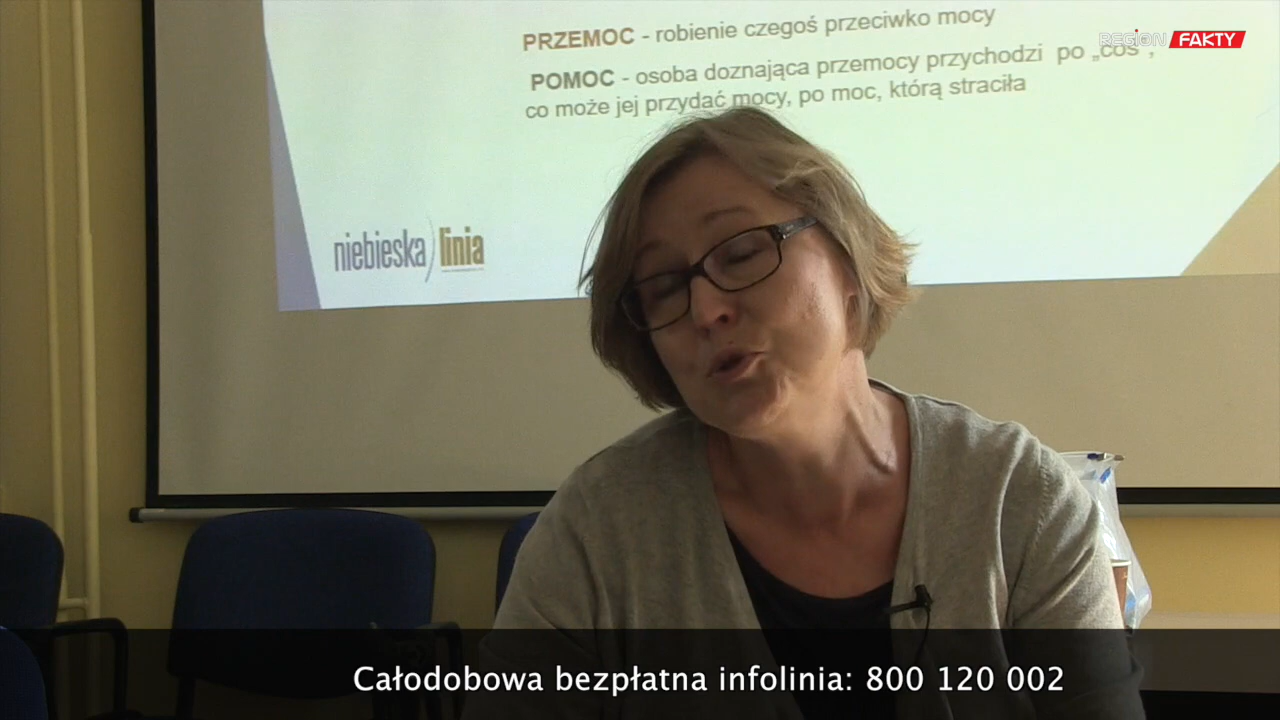 PRZEMOC - robienie czegoś przeciwko mocy
REGION FAKTY
POMOC - osoba doznająca przemocy przychodzi po „coś”,
co może jej przydać mocy, po moc, którą straciła
niebieska) linia
Całodobowa bezpłatna infolinia: 800 120 002